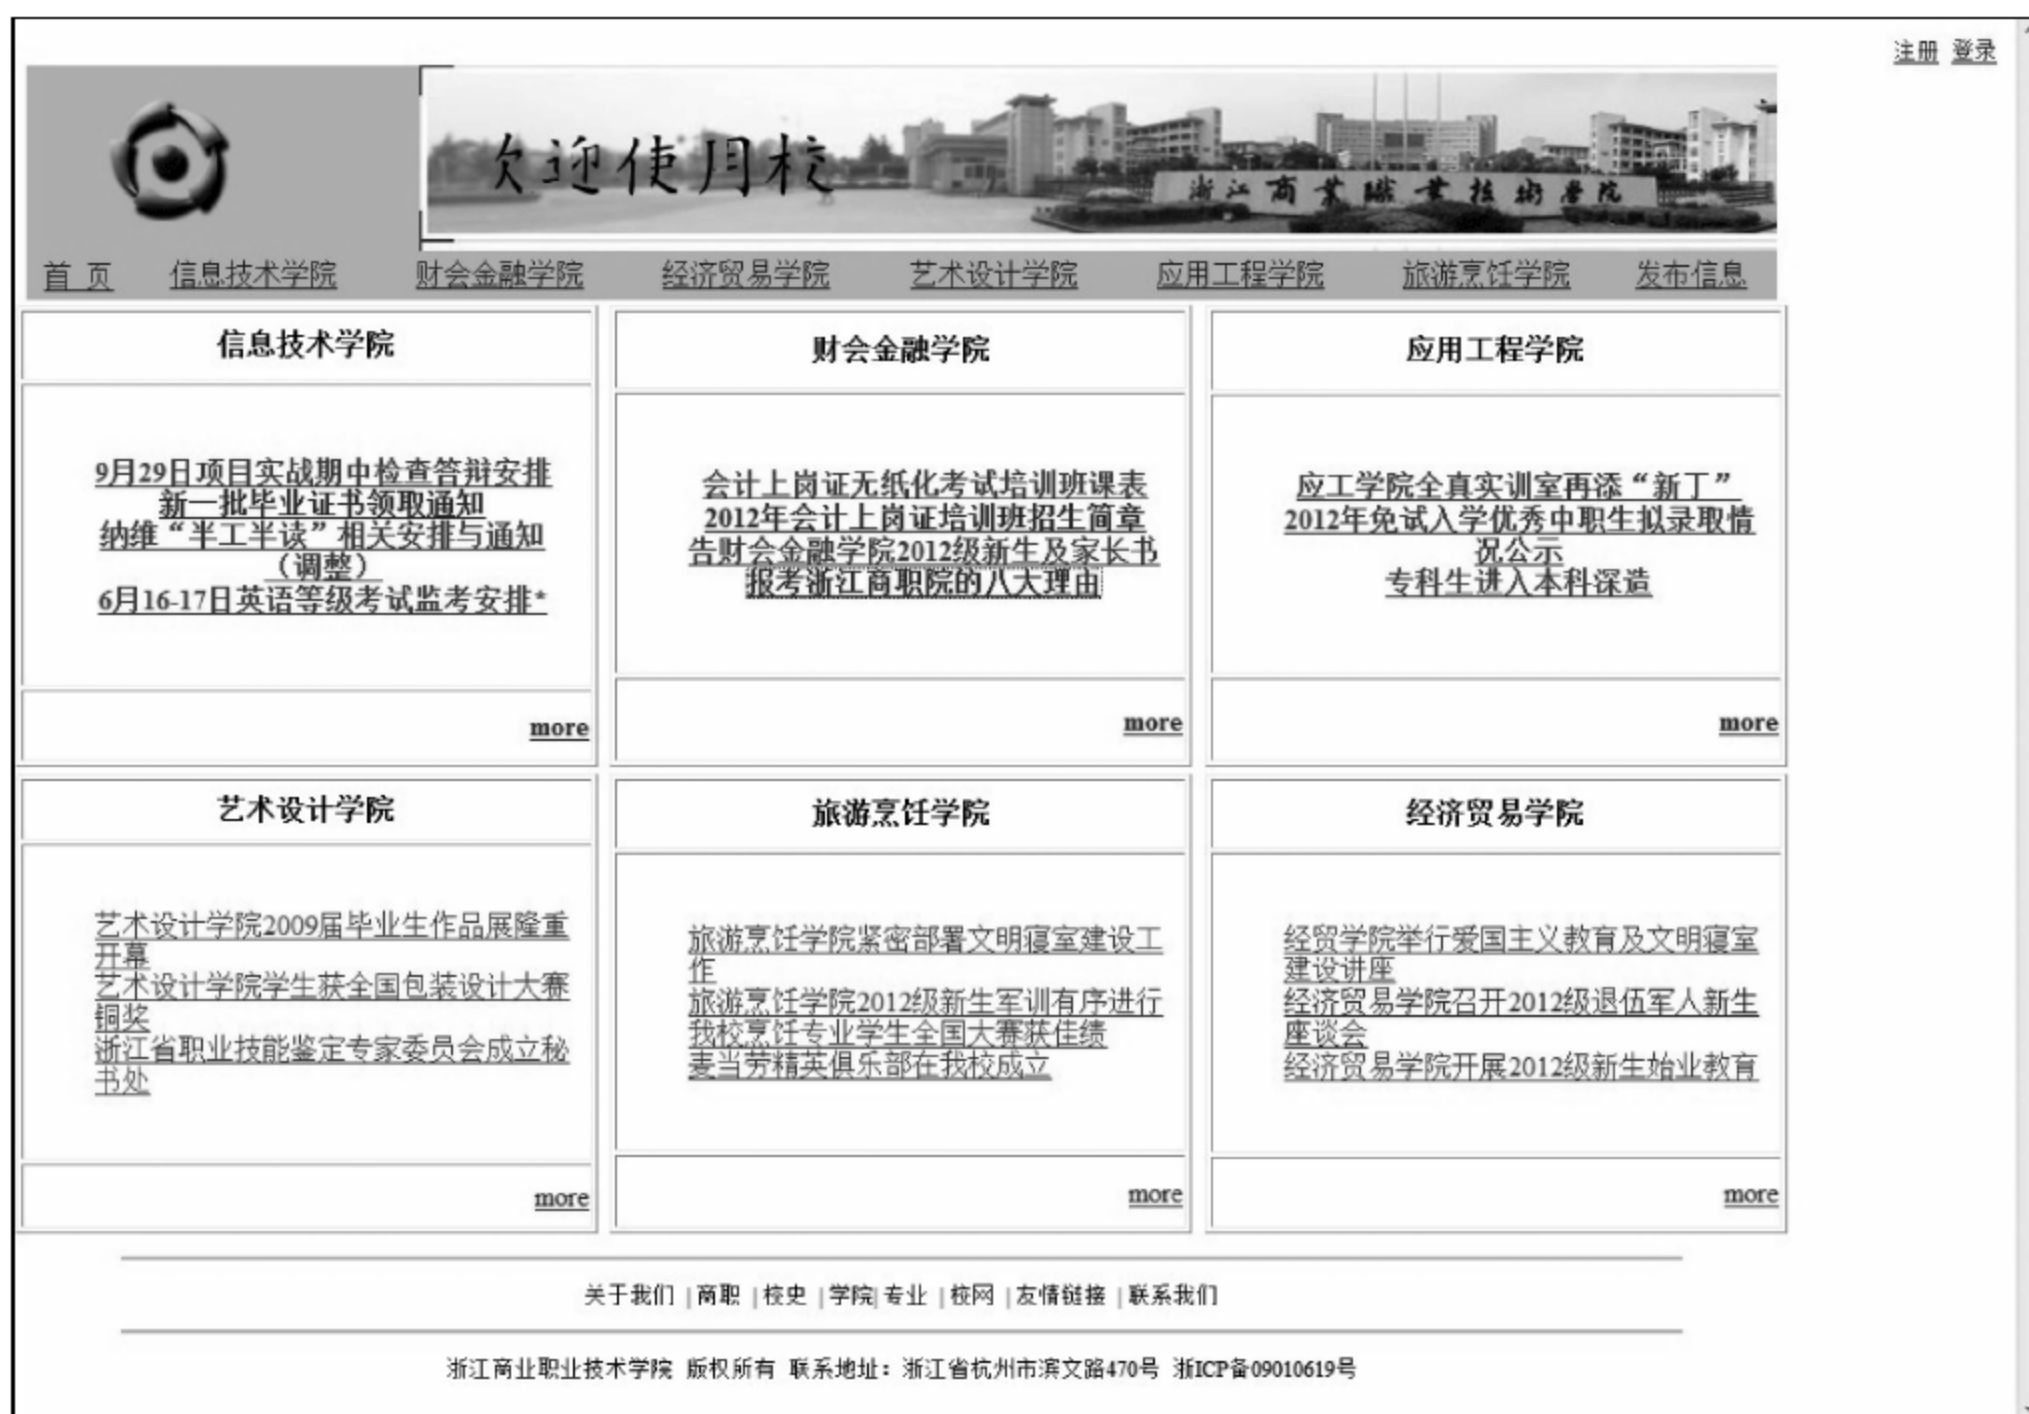 注册 登录
欢迎使用校
浙江商業職業技術學院
首 页 信息技术学院 财会金融学院 经济贸易学院 艺术设计学院 应用工程学院 旅游烹饪学院 发布信息
信息技术学院
9月29日项目实战期中检查答辩安排
新一批毕业证书领取通知
纳维“半工半读”相关安排与通知
（调整）
6月16-17日英语等级考试监考安排*
more
财会金融学院
会计上岗证无纸化考试培训班课表
2012年会计上岗证培训班招生简章
告财会金融学院2012级新生及家长书
报考浙江商职院的八大理由
more
应用工程学院
应工学院全真实训室再添“新丁”
2012年免试入学优秀中职生拟录取情
况公示
专科生进入本科深造
more
艺术设计学院
艺术设计学院2009届毕业生作品展隆重
开幕
艺术设计学院学生获全国包装设计大赛
铜奖
浙江省职业技能鉴定专家委员会成立秘
书处
more
旅游烹饪学院
旅游烹饪学院紧密部署文明寝室建设工
作
旅游烹饪学院2012级新生军训有序进行
我校烹饪专业学生全国大赛获佳绩
麦当劳精英俱乐部在我校成立
more
经济贸易学院
经贸学院举行爱国主义教育及文明寝室
建设讲座
经济贸易学院召开2012级退伍军人新生
座谈会
经济贸易学院开展2012级新生始业教育
more
关于我们 |商职 |校史 |学院|专业 |校网 |友情链接 |联系我们
浙江商业职业技术学院 版权所有 联系地址：浙江省杭州市滨文路470号 浙ICP备09010619号